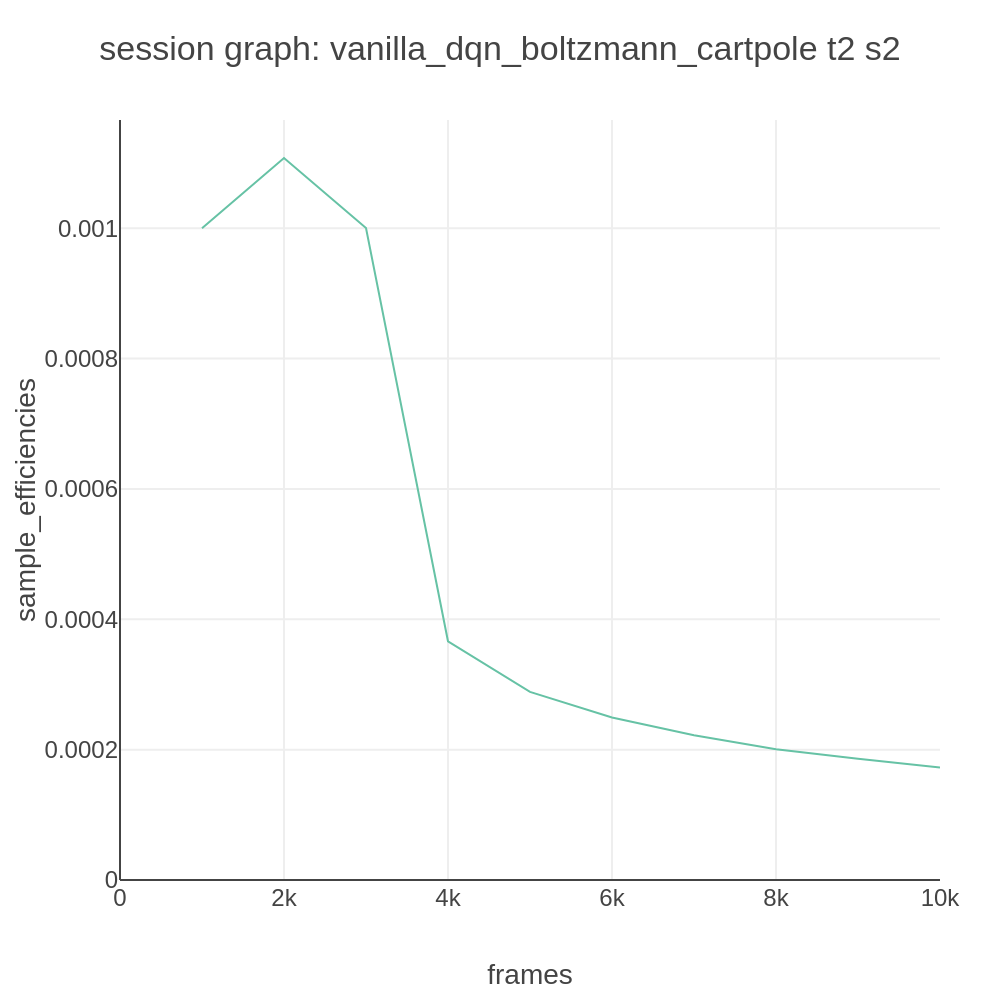 session graph: vanilla_dqn_boltzmann_cartpole t2 s2
sample_efficiencies
0.001
0.0008
0.0006
0.0004
0.0002
0
0 2k 4k 6k 8k 10k
frames